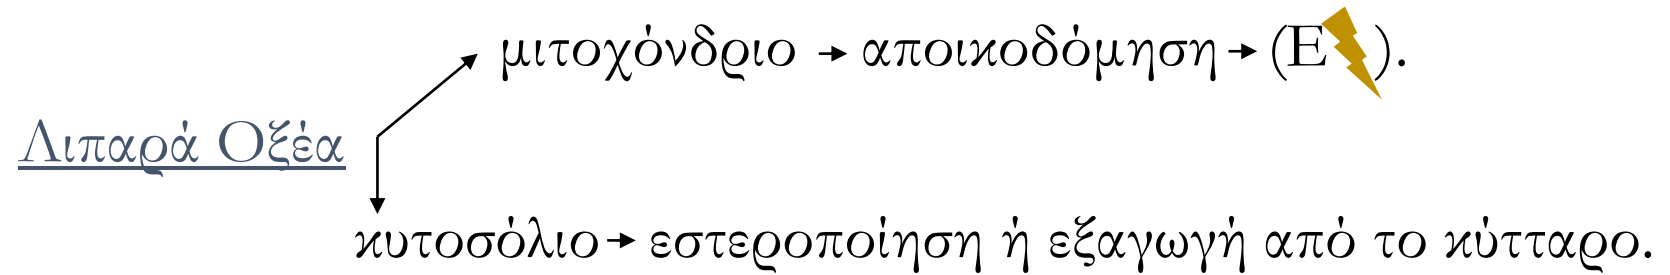 μιτοχόνδριο → αποικοδόμηση → (Ε).
Λιπαρά Οξέα
κυτοσόλιο → εστεροποίηση ή εξαγωγή από το κύτταρο.